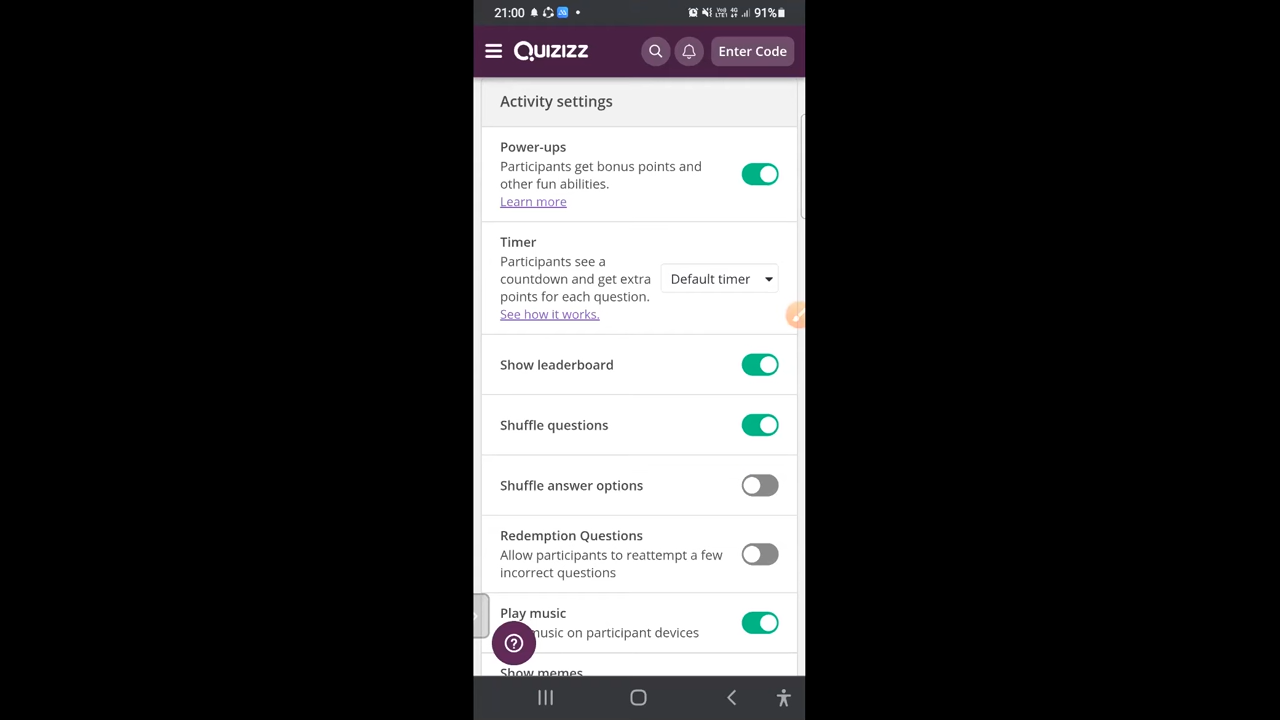 21:00
91%
QUIZIZZ
Enter Code
Activity settings
Power-ups
Participants get bonus points and
other fun abilities.
Learn more
Timer
Participants see a
countdown and get extra
points for each question.
See how it works.
Default timer
Show leaderboard
Shuffle questions
Shuffle answer options
Redemption Questions
Allow participants to reattempt a few
incorrect questions
Play music
music on participant devices
Show memes